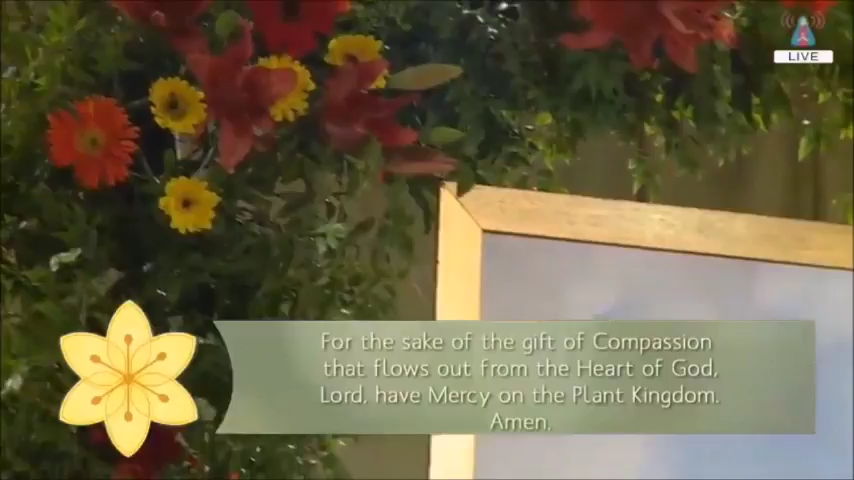 LIVE
For the sake of the gift of Compassion
that flows out from the Heart of God,
Lord, have Mercy on the Plant Kingdom.
Amen.